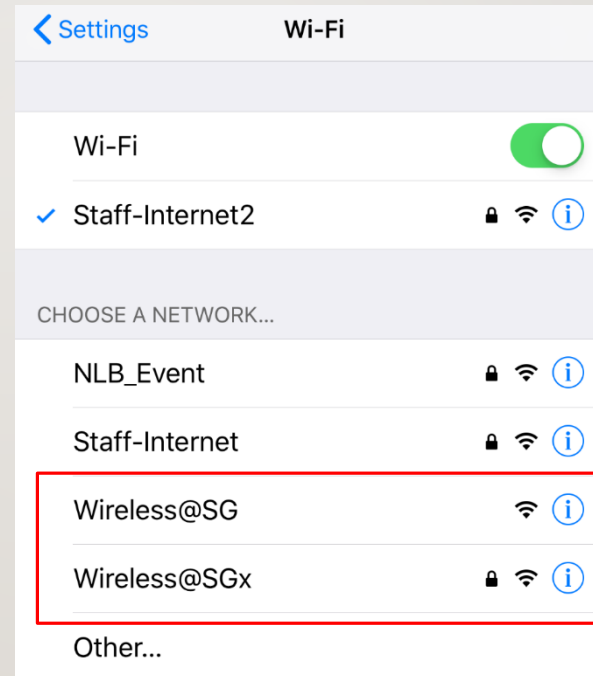 Settings
Wi-Fi
Wi-Fi
Staff-Internet2
CHOOSE A NETWORK...
NLB_Event
Staff-Internet
Wireless@SG
Wireless@SGx
Other...